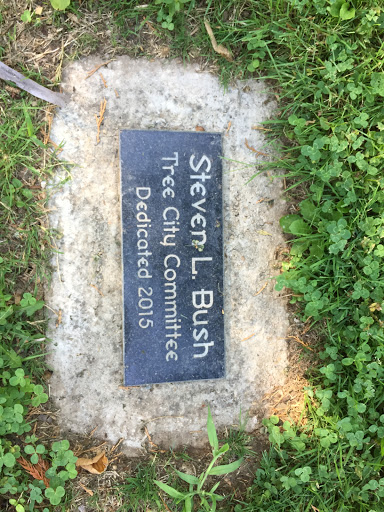 Steven L. Bush
Tree City Committee
Dedicated 2015